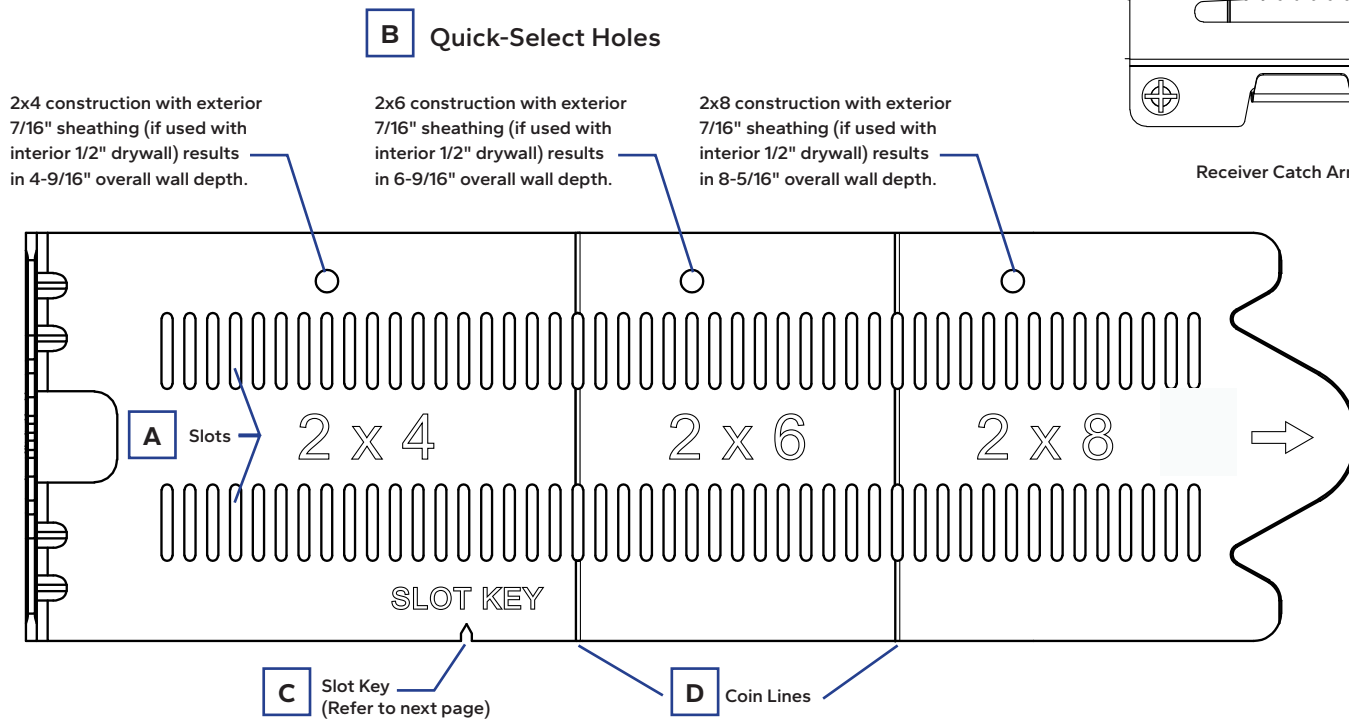 B Quick-Select Holes
2x4 construction with exterior
7/16" sheathing (if used with
interior 1/2" drywall) results
in 4-9/16" overall wall depth.
2x6 construction with exterior
7/16" sheathing (if used with
interior 1/2" drywall) results
in 6-9/16" overall wall depth.
2x8 construction with exterior
7/16" sheathing (if used with
interior 1/2" drywall) results
in 8-5/16" overall wall depth.
Receiver Catch
A Slots
2 x 4
2 x 6
2 x 8
SLOT KEY
C Slot Key
(Refer to next page)
D Coin Lines